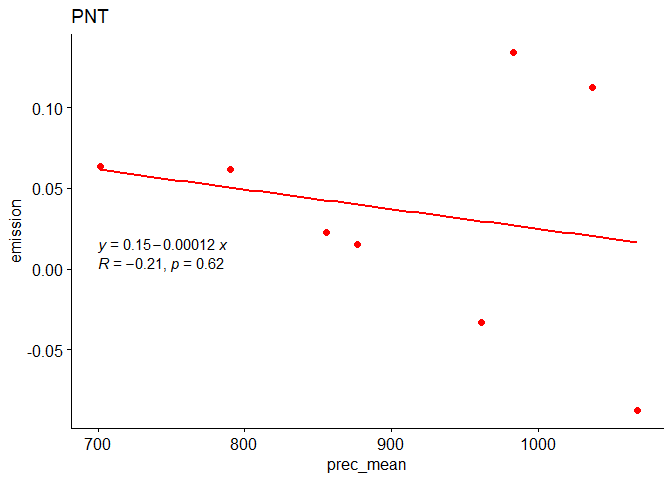 PNT
0.10
0.05
0.00
-0.05
emission
y = 0.15−0.00012 x
R = −0.21, p = 0.62
700 800 900 1000
prec_mean